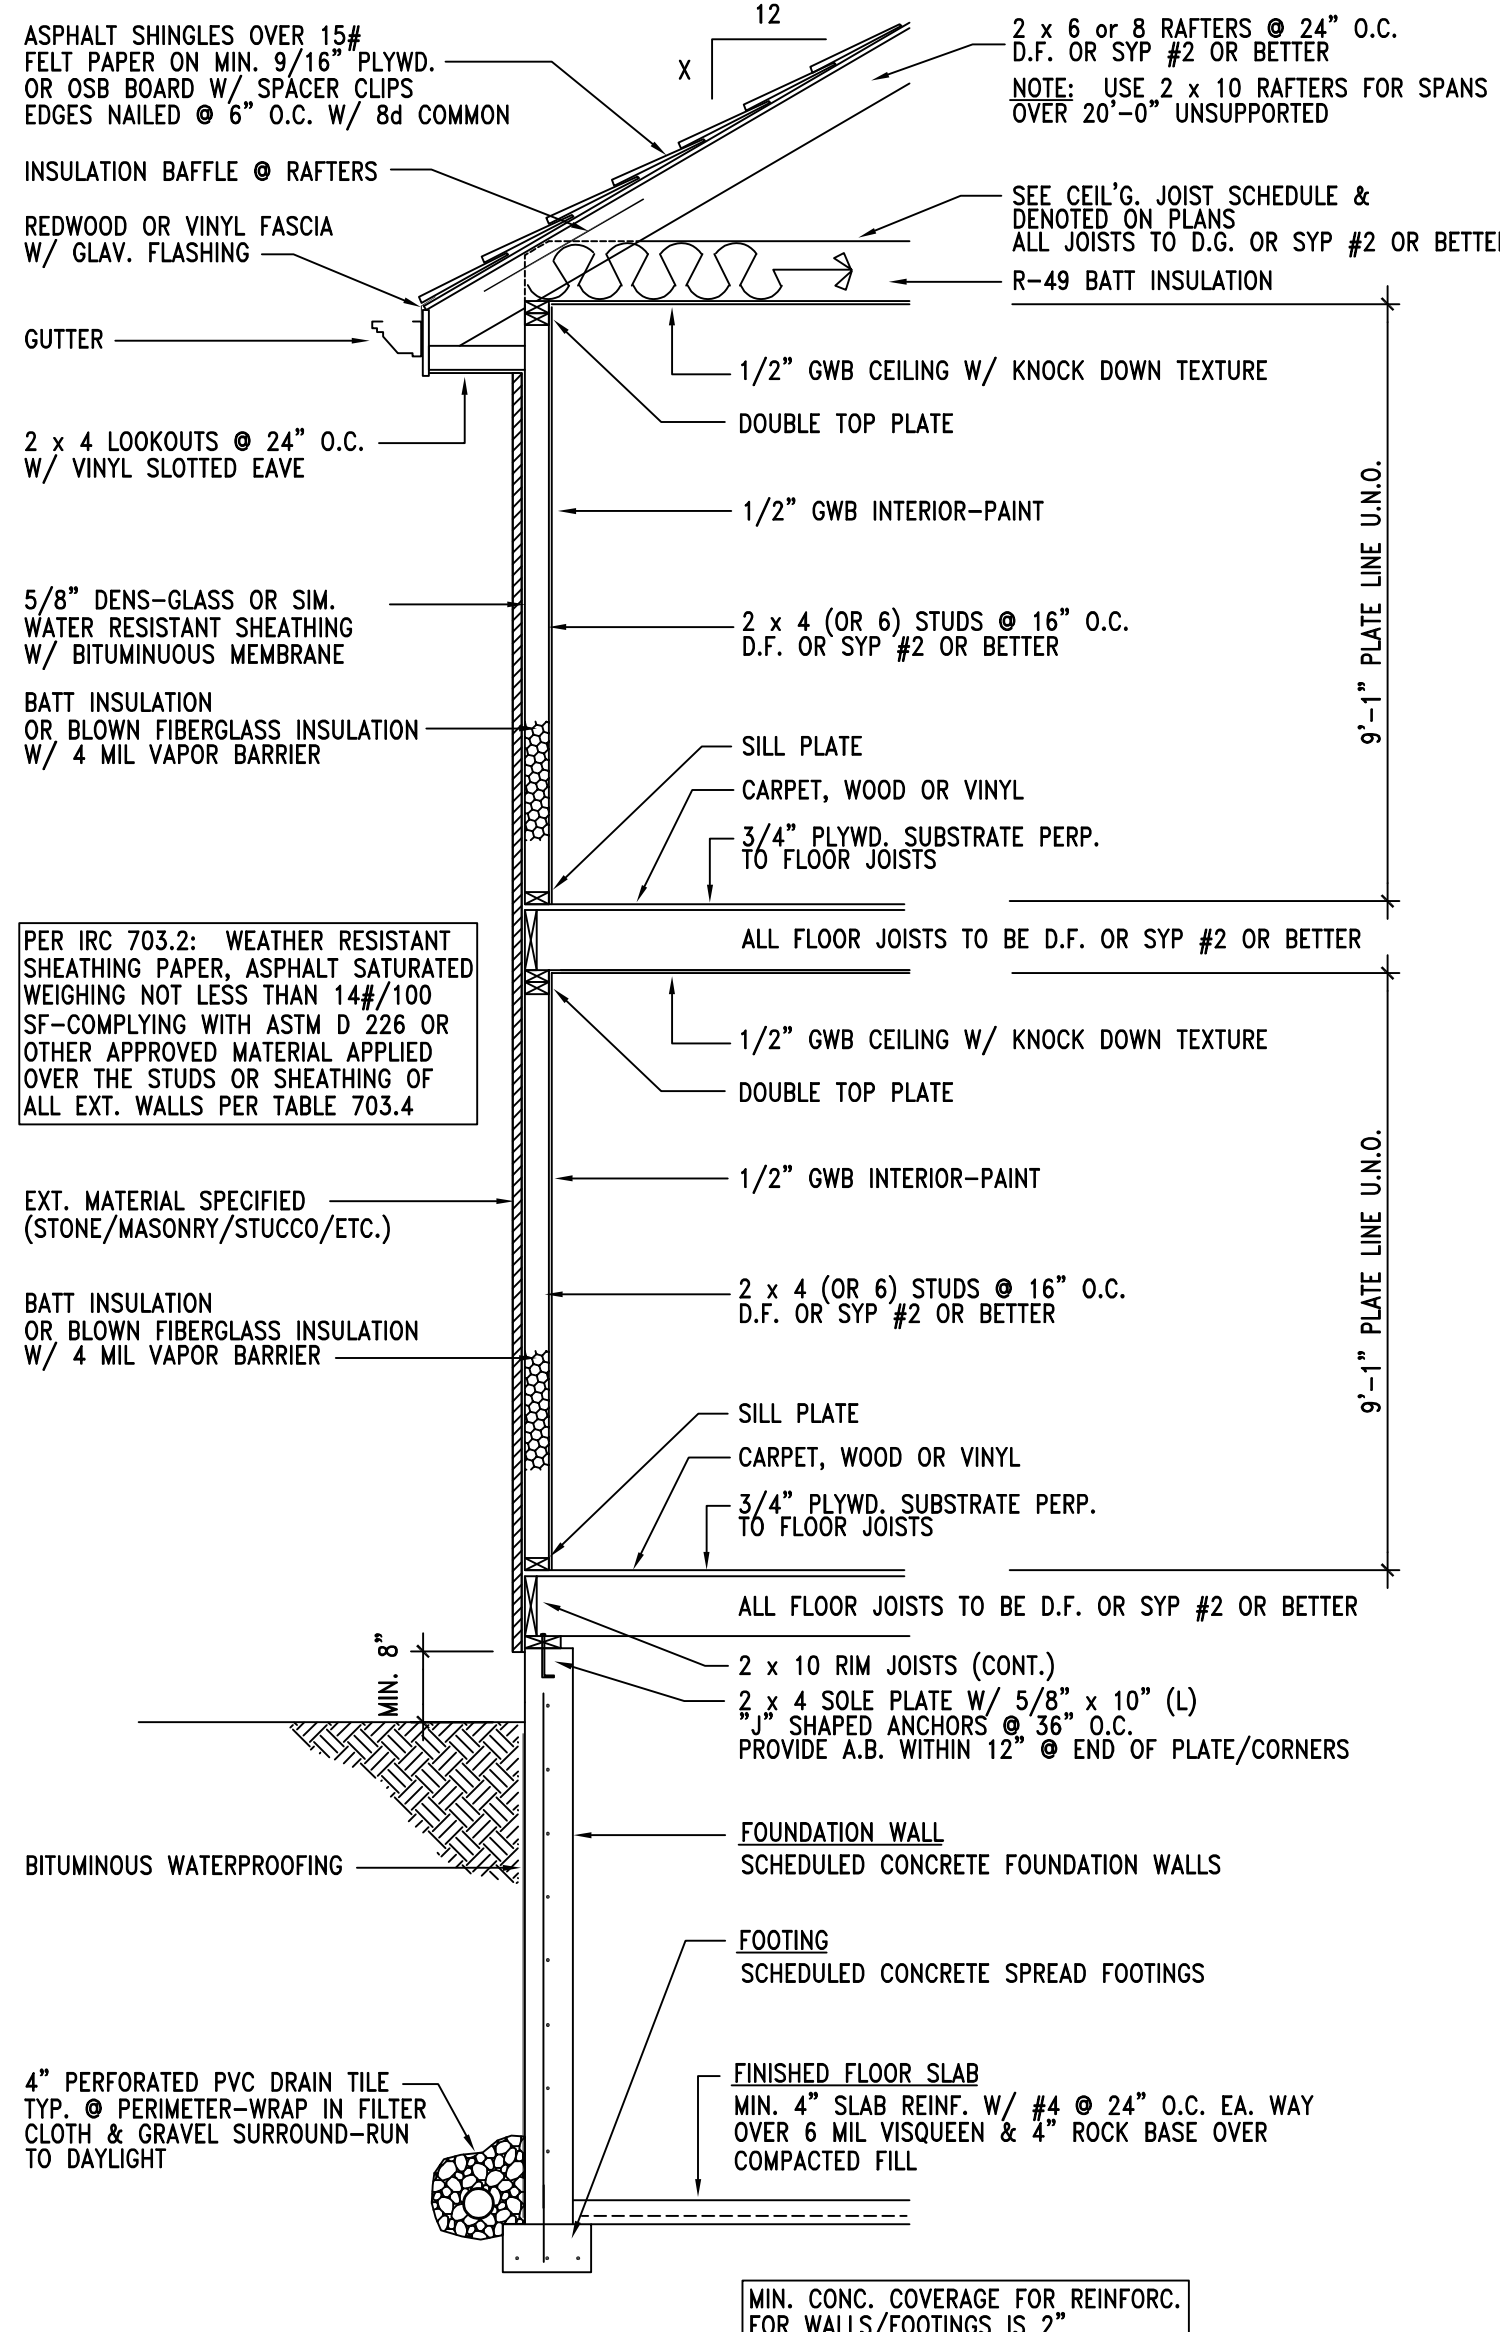 12
X
ASPHALT SHINGLES OVER 15#
FELT PAPER ON MIN. 9/16" PLYWD.
OR OSB BOARD W/ SPACER CLIPS
EDGES NAILED @ 6" O.C. W/ 8d COMMON
INSULATION BAFFLE @ RAFTERS
REDWOOD OR VINYL FASCIA
W/ GLAV. FLASHING
GUTTER
2 x 4 LOOKOUTS @ 24" O.C.
W/ VINYL SLOTTED EAVE
5/8" DENS-GLASS OR SIM.
WATER RESISTANT SHEATHING
W/ BITUMINUOUS MEMBRANE
BATT INSULATION
OR BLOWN FIBERGLASS INSULATION
W/ 4 MIL VAPOR BARRIER
PER IRC 703.2: WEATHER RESISTANT
SHEATHING PAPER, ASPHALT SATURATED
WEIGHING NOT LESS THAN 14#/100
SF-COMPLYING WITH ASTM D 226 OR
OTHER APPROVED MATERIAL APPLIED
OVER THE STUDS OR SHEATHING OF
ALL EXT. WALLS PER TABLE 703.4
EXT. MATERIAL SPECIFIED
(STONE/MASONRY/STUCCO/ETC.)
BATT INSULATION
OR BLOWN FIBERGLASS INSULATION
W/ 4 MIL VAPOR BARRIER
MIN. 8"
BITUMINOUS WATERPROOFING
4" PERFORATED PVC DRAIN TILE
TYP. @ PERIMETER-WRAP IN FILTER
CLOTH & GRAVEL SURROUND-RUN
TO DAYLIGHT
2 x 6 or 8 RAFTERS @ 24" O.C.
D.F. OR SYP #2 OR BETTER
NOTE: USE 2 x 10 RAFTERS FOR SPANS
OVER 20'-0" UNSUPPORTED
SEE CEIL'G. JOIST SCHEDULE &
DENOTED ON PLANS
ALL JOISTS TO D.G. OR SYP #2 OR BETTE
R-49 BATT INSULATION
1/2" GWB CEILING W/ KNOCK DOWN TEXTURE
DOUBLE TOP PLATE
1/2" GWB INTERIOR-PAINT
2 x 4 (OR 6) STUDS @ 16" O.C.
D.F. OR SYP #2 OR BETTER
9'-1" PLATE LINE U.N.O.
SILL PLATE
CARPET, WOOD OR VINYL
3/4" PLYWD. SUBSTRATE PERP.
TO FLOOR JOISTS
ALL FLOOR JOISTS TO BE D.F. OR SYP #2 OR BETTER
1/2" GWB CEILING W/ KNOCK DOWN TEXTURE
DOUBLE TOP PLATE
1/2" GWB INTERIOR-PAINT
2 x 4 (OR 6) STUDS @ 16" O.C.
D.F. OR SYP #2 OR BETTER
9'-1" PLATE LINE U.N.O.
SILL PLATE
CARPET, WOOD OR VINYL
3/4" PLYWD. SUBSTRATE PERP.
TO FLOOR JOISTS
ALL FLOOR JOISTS TO BE D.F. OR SYP #2 OR BETTER
2 x 10 RIM JOISTS (CONT.)
2 x 4 SOLE PLATE W/ 5/8" x 10" (L)
"J" SHAPED ANCHORS @ 36" O.C.
PROVIDE A.B. WITHIN 12" @ END OF PLATE/CORNERS
FOUNDATION WALL
SCHEDULED CONCRETE FOUNDATION WALLS
FOOTING
SCHEDULED CONCRETE SPREAD FOOTINGS
FINISHED FLOOR SLAB
MIN. 4" SLAB REINF. W/ #4 @ 24" O.C. EA. WAY
OVER 6 MIL VISQUEEN & 4" ROCK BASE OVER
COMPACTED FILL
MIN. CONC. COVERAGE FOR REINFORC.
FOR WALLS/FOOTINGS IS 2"